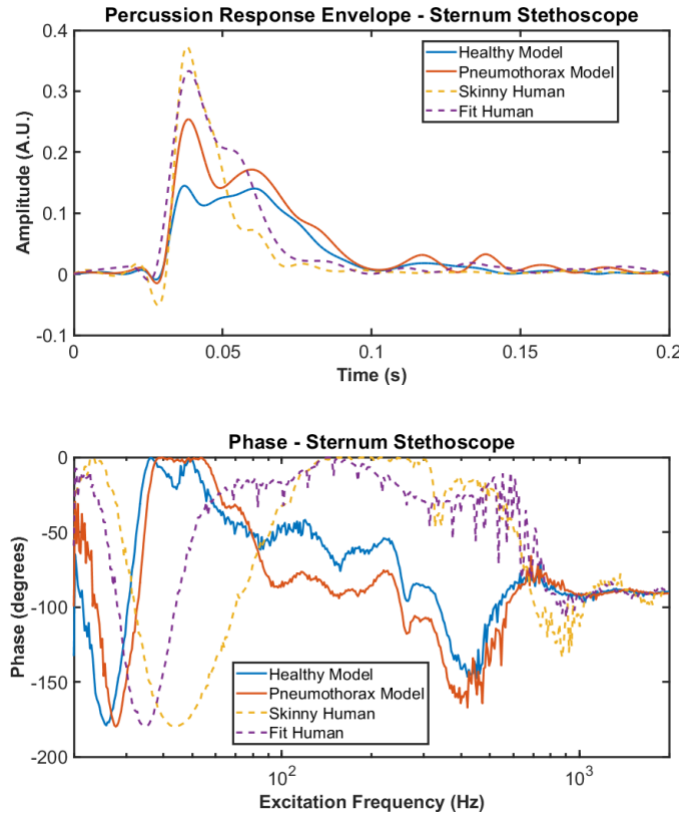 Percussion Response Envelope - Sternum Stethoscope
0.4
0.3
0.2
0.1
0
-0.1
Amplitude (A.U.)
Healthy Model
Pneumothorax Model
Skinny Human
Fit Human
0 0.05 0.1 0.15 0.2
Time (s)
Phase - Sternum Stethoscope
0
-50
-100
-150
-200
Phase (degrees)
Healthy Model
Pneumothorax Model
Skinny Human
Fit Human
10² 10³
Excitation Frequency (Hz)